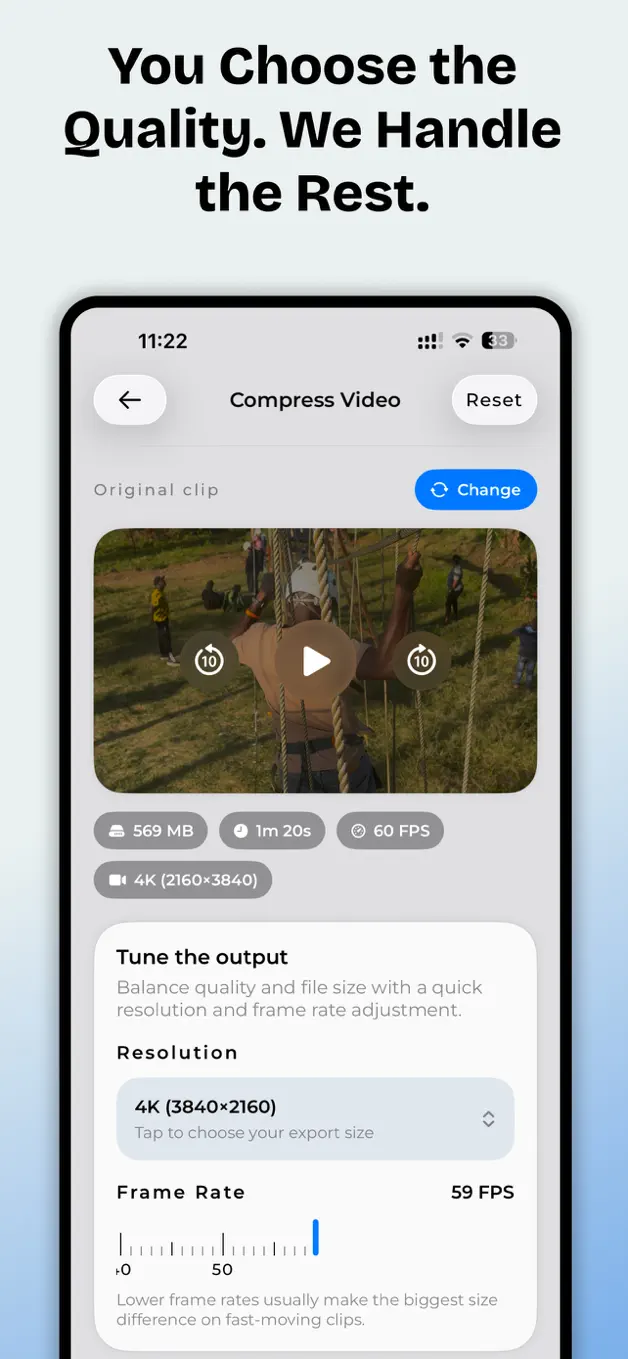 You Choose the
Quality. We Handle
the Rest.
11:22
33
Compress Video
Reset
Original clip
Change
10
10
569 MB
1m 20s
60 FPS
4K (2160×3840)
Tune the output
Balance quality and file size with a quick
resolution and frame rate adjustment.
Resolution
4K (3840×2160)
Tap to choose your export size
Frame Rate
59 FPS
50
Lower frame rates usually make the biggest size
difference on fast-moving clips.